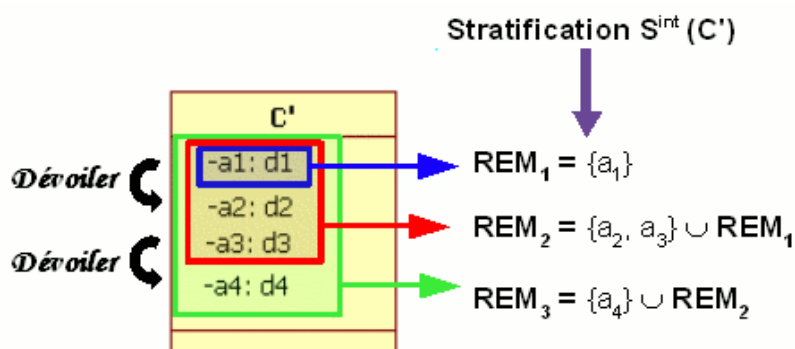 Stratification Sint (C')
C'
-a1: d1
REM1 = {a1}
Dévoiler
-a2: d2
REM2 = {a2, a3} ∪ REM1
-a3: d3
Dévoiler
-a4: d4
REM3 = {a4} ∪ REM2